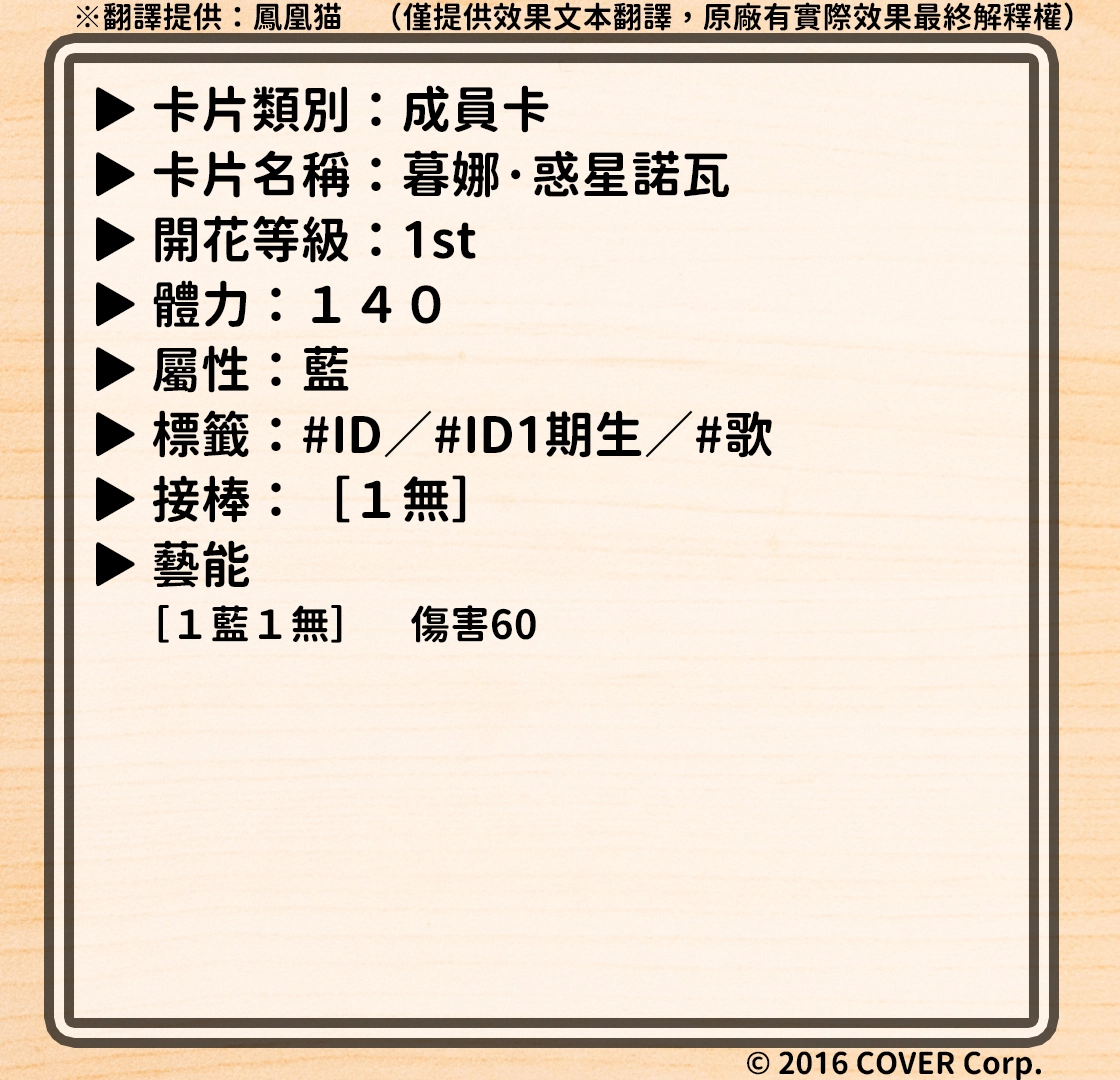 ※翻譯提供：鳳凰猫　（僅提供效果文本翻譯，原廠有實際效果最終解釋權）
▶ 卡片類別：成員卡
▶ 卡片名稱：暮娜·惑星諾瓦
▶ 開花等級：1st
▶ 體力：１４０
▶ 屬性：藍
▶ 標籤：#ID／#ID1期生／#歌
▶ 接棒：［１無］
▶ 藝能
［１藍１無］　傷害60
© 2016 COVER Corp.